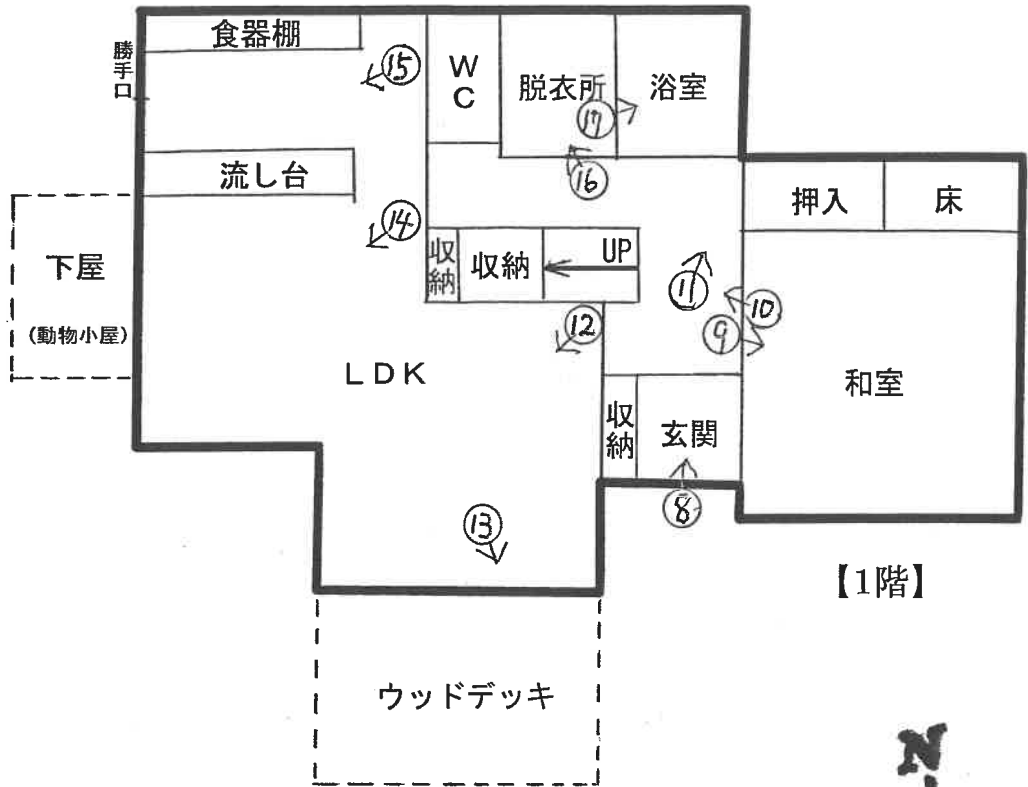 食器棚
勝手口
⑮
WC
脱衣所
浴室
⑰
流し台
⑯
押入
床
⑭
下屋
(動物小屋)
収納
収納
UP
⑪
⑩
⑫
⑨
LDK
和室
収納
玄関
⑧
⑬
【1階】
ウッドデッキ
N